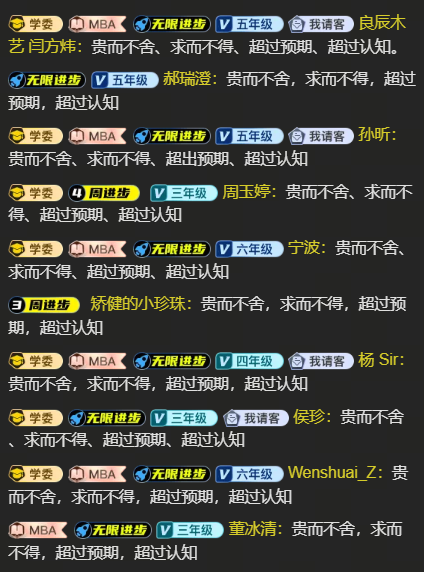 学委 MBA 无限进步 V 五年级 我请客 良辰木
艺 闫方炜：贵而不舍、求而不得、超过预期、超过认知。
无限进步 V 五年级 郝瑞澄：贵而不舍，求而不得，超过
预期，超过认知
学委 MBA 无限进步 V 五年级 我请客 孙昕：
贵而不舍、求而不得、超出预期、超过认知
学委 4 周进步 V 三年级 周玉婷：贵而不舍、求而不
得、超过预期、超过认知
学委 MBA 无限进步 V 六年级 宁波：贵而不舍、
求而不得、超过预期、超过认知
3 周进步 矫健的小珍珠：贵而不舍，求而不得，超过预
期，超过认知
学委 MBA 无限进步 V 四年级 我请客 杨 Sir：
贵而不舍，求而不得，超过预期，超过认知
学委 无限进步 V 三年级 我请客 侯珍：贵而不舍
、求而不得、超过预期、超过认知
学委 MBA 无限进步 V 六年级 Wenshuai_Z：贵
而不舍，求而不得，超过预期，超过认知
MBA 无限进步 V 三年级 董冰清：贵而不舍，求而
不得，超过预期，超过认知